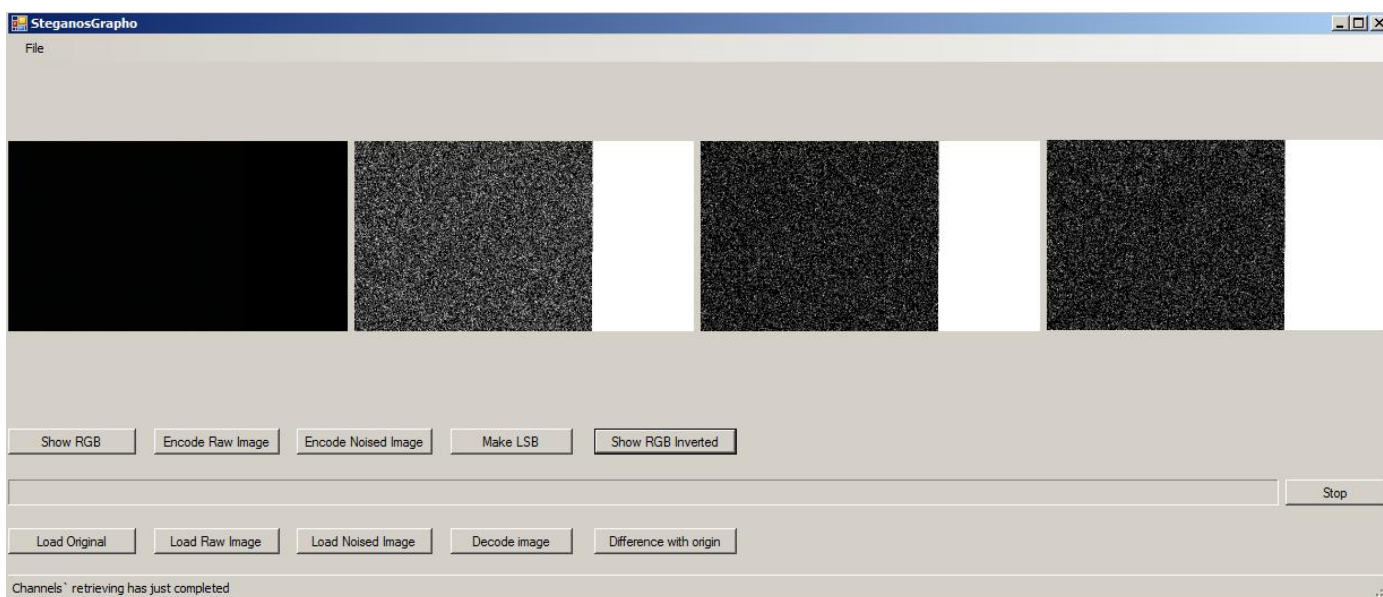 SteganosGrapho
File
Show RGB Encode Raw Image Encode Noised Image Make LSB Show RGB Inverted
Stop
Load Original Load Raw Image Load Noised Image Decode image Difference with origin
Channels` retrieving has just completed